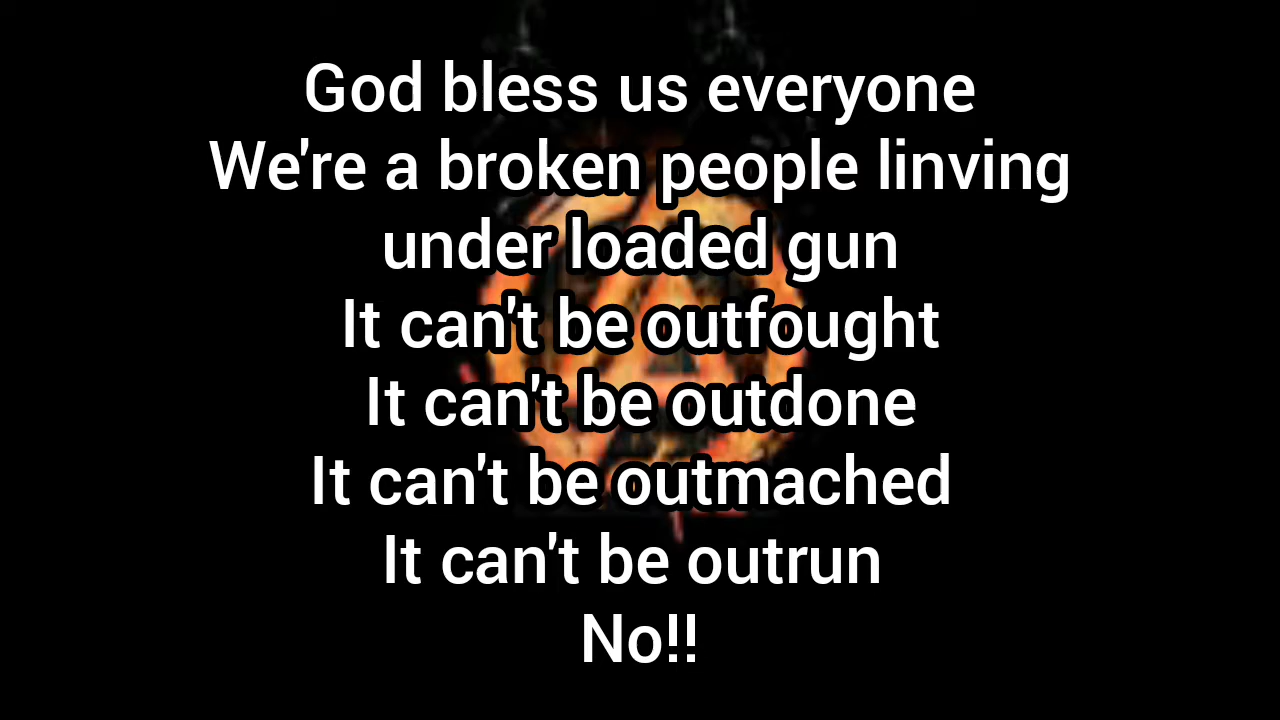 God bless us everyone
We're a broken people linving
under loaded gun
It can't be outfought
It can't be outdone
It can't be outmached
It can't be outrun
No!!